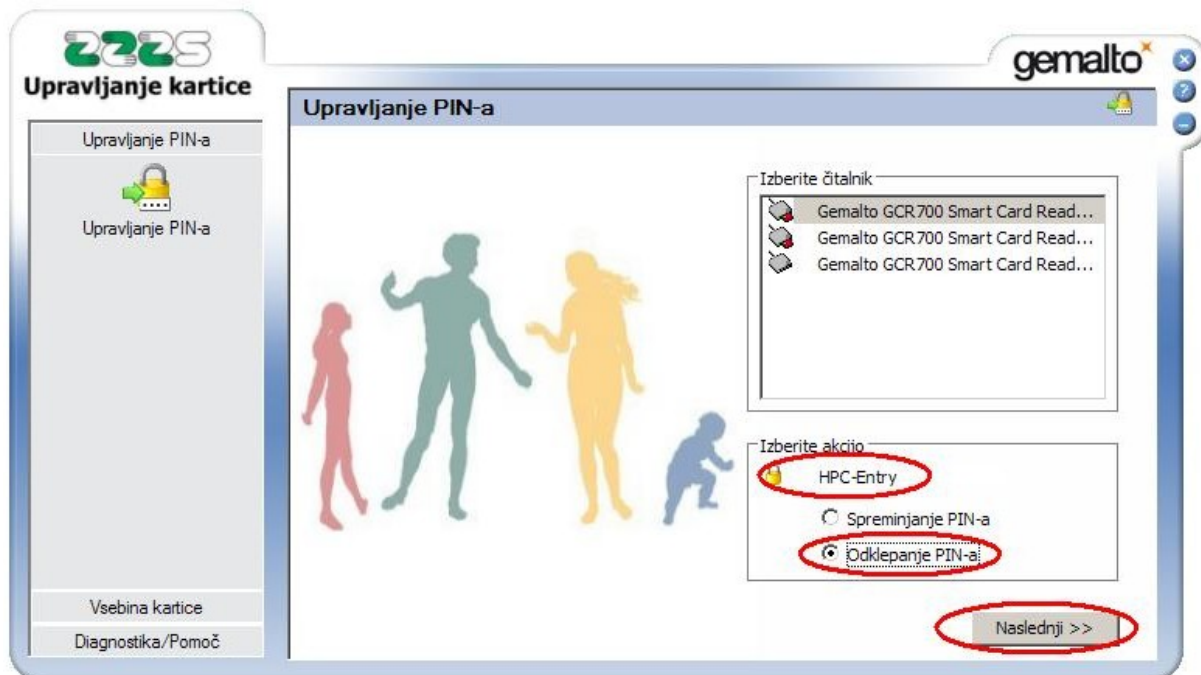 ZZZS
Upravljanje kartice
gemalto
Upravljanje PIN-a
Upravljanje PIN-a
Upravljanje PIN-a
Vsebina kartice
Diagnostika/Pomoč
Izberite čitalnik
Gemalto GCR700 Smart Card Read...
Gemalto GCR700 Smart Card Read...
Gemalto GCR700 Smart Card Read...
Izberite akcijo
HPC-Entry
Spreminjanje PIN-a
Odklepanje PIN-a
Naslednji >>